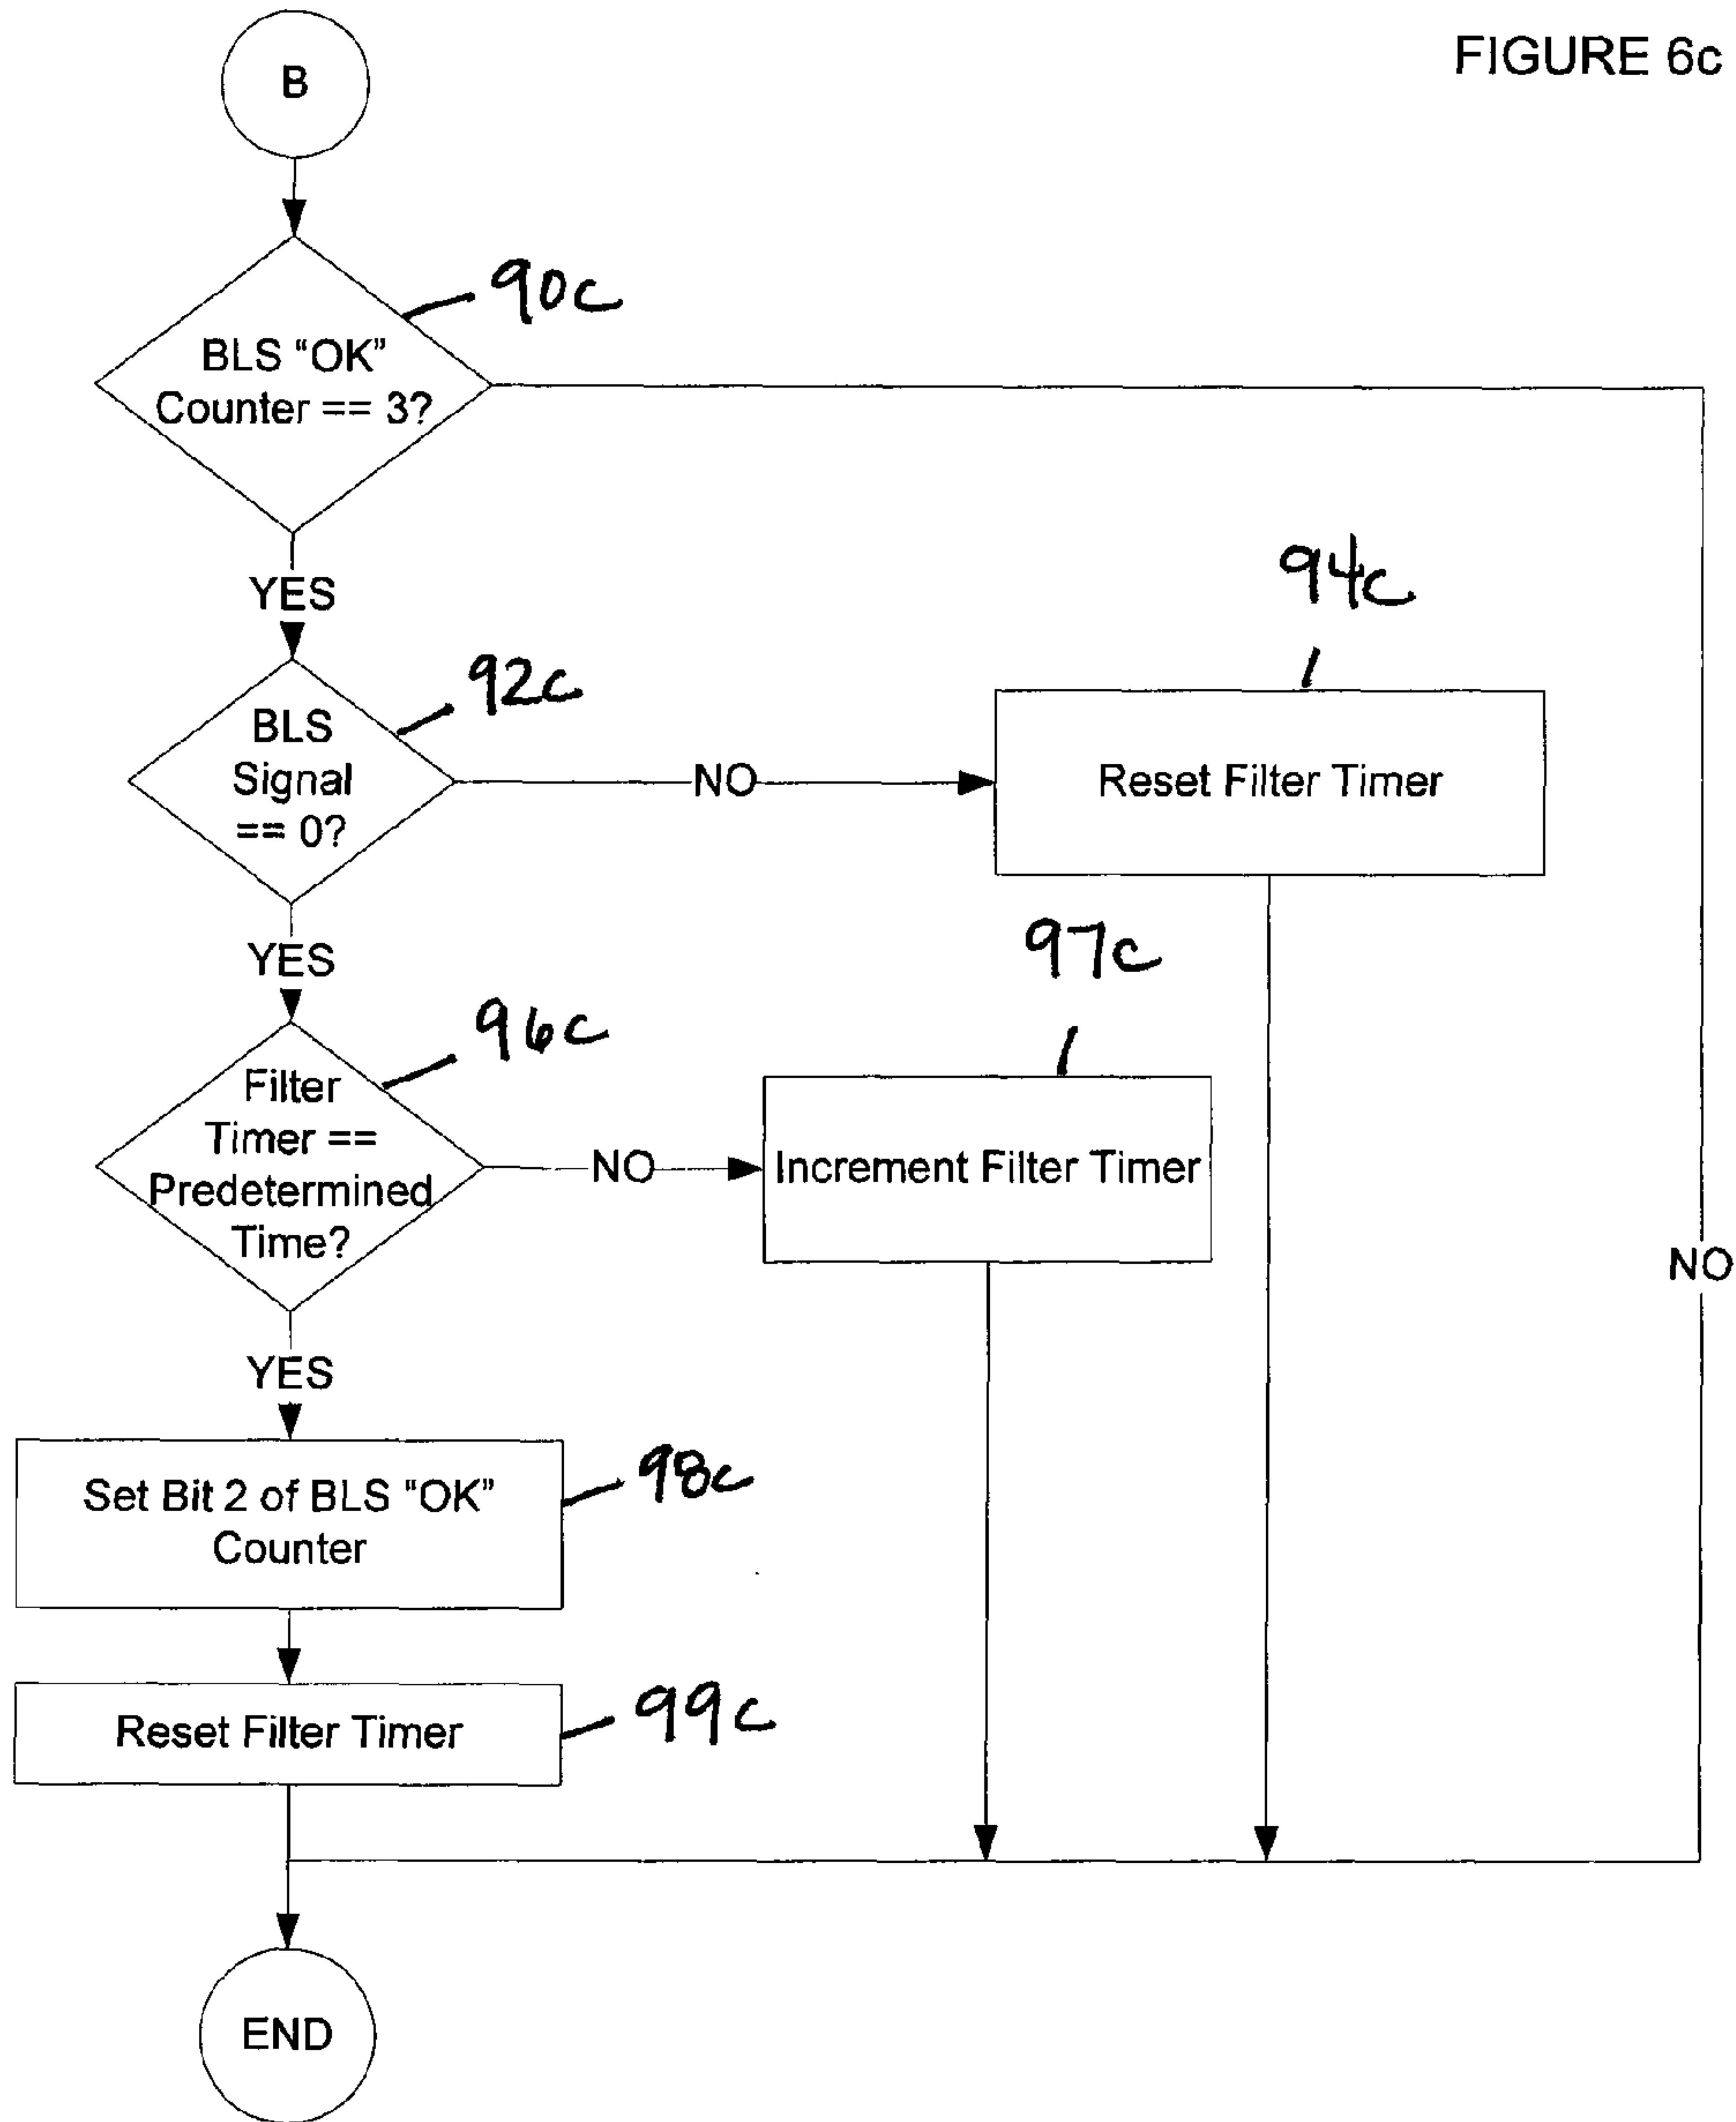 FIGURE 6c
B
90c
BLS “OK”
Counter == 3?
YES
94c
92c
BLS
Signal
== 0?
NO
Reset Filter Timer
YES
97c
96c
Filter
Timer ==
Predetermined
Time?
NO
Increment Filter Timer
NO
YES
Set Bit 2 of BLS “OK”
Counter
98c
Reset Filter Timer
99c
END